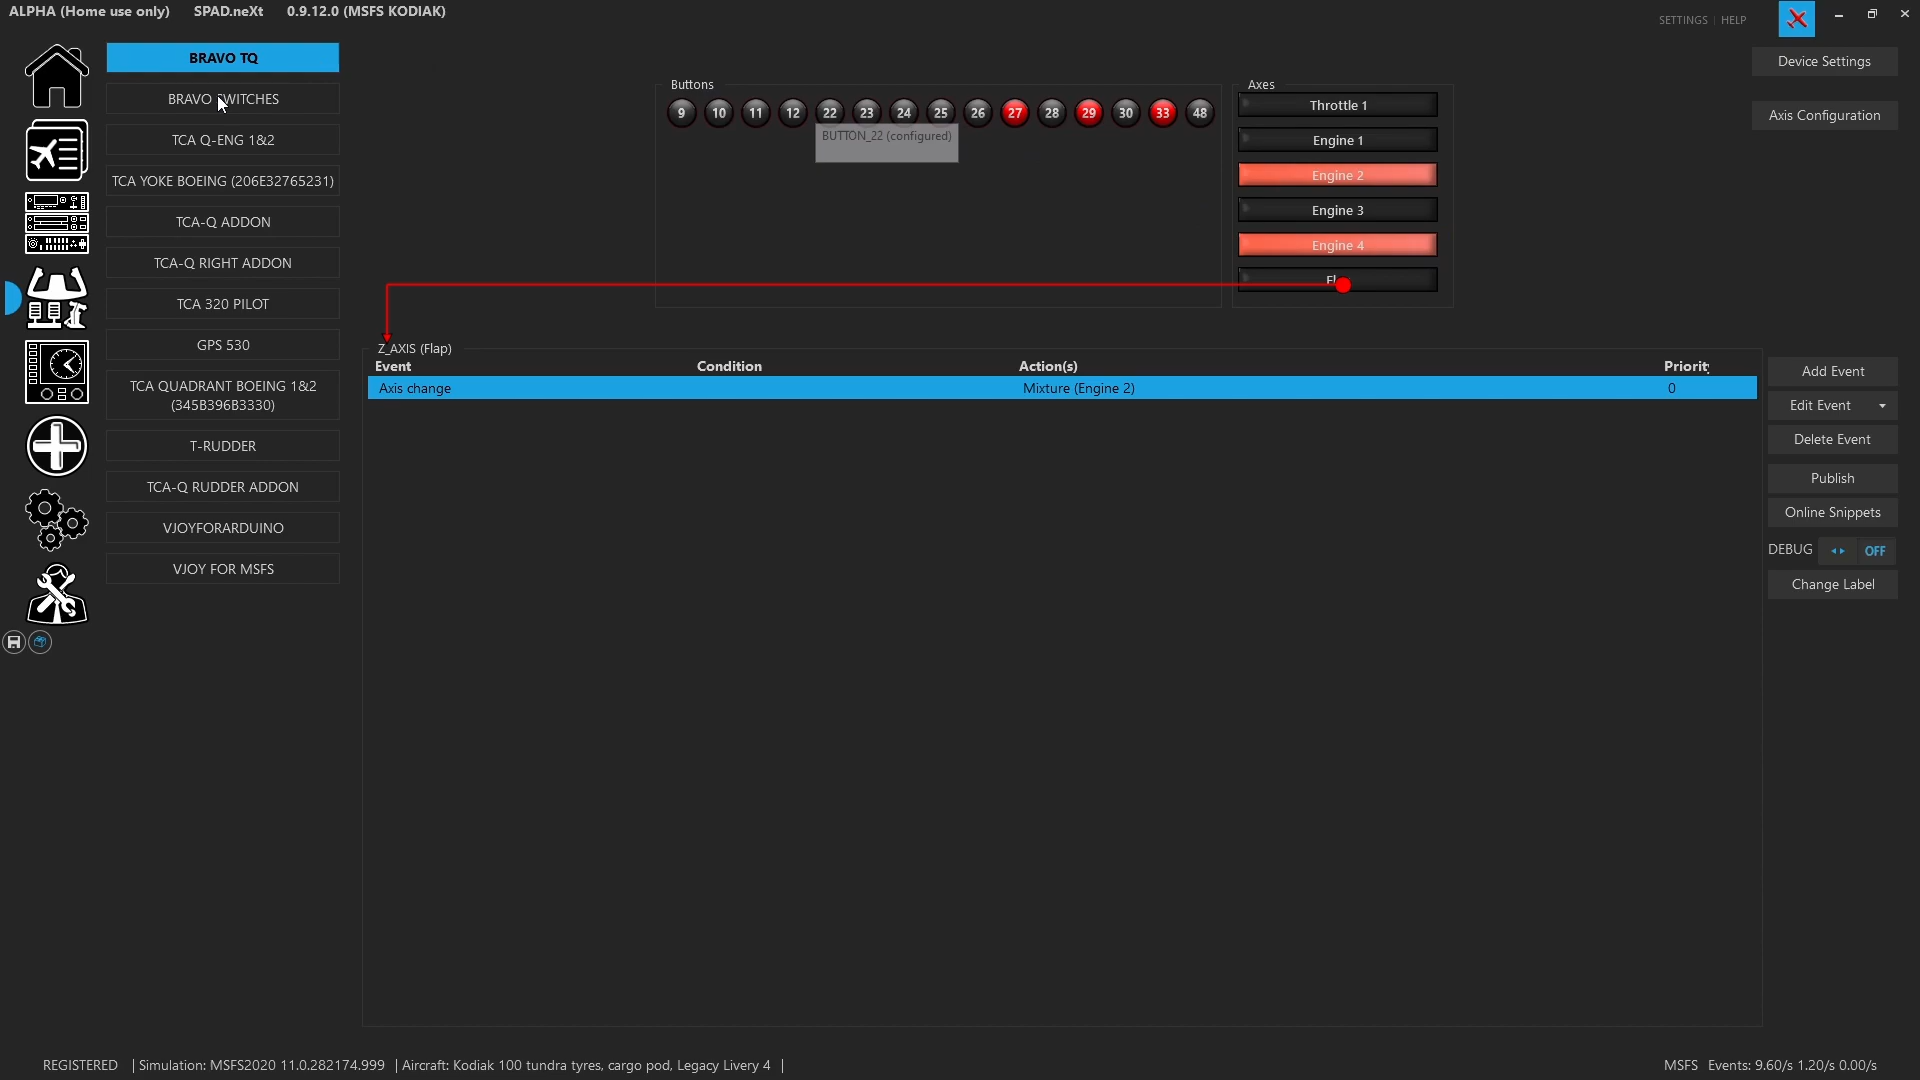 ALPHA (Home use only) SPAD.neXt 0.9.12.0 (MSFS KODIAK)
SETTINGS | HELP
BRAVO TQ
BRAVO SWITCHES
TCA Q-ENG 1&2
TCA YOKE BOEING (206E32765231)
TCA-Q ADDON
TCA-Q RIGHT ADDON
TCA 320 PILOT
GPS 530
TCA QUADRANT BOEING 1&2
(345B396B3330)
T-RUDDER
TCA-Q RUDDER ADDON
VJOYFORARDUINO
VJOY FOR MSFS
Buttons
9 10 11 12 22 23 24 25 26 27 28 29 30 33 48
BUTTON_22 (configured)
Axes
Throttle 1
Engine 1
Engine 2
Engine 3
Engine 4
Device Settings
Axis Configuration
Z_AXIS (Flap)
Event Condition Action(s) Priority
Axis change Mixture (Engine 2) 0
Add Event
Edit Event
Delete Event
Publish
Online Snippets
DEBUG OFF
Change Label
REGISTERED | Simulation: MSFS2020 11.0.282174.999 | Aircraft: Kodiak 100 tundra tyres, cargo pod, Legacy Livery 4 |
MSFS Events: 9.60/s 1.20/s 0.00/s